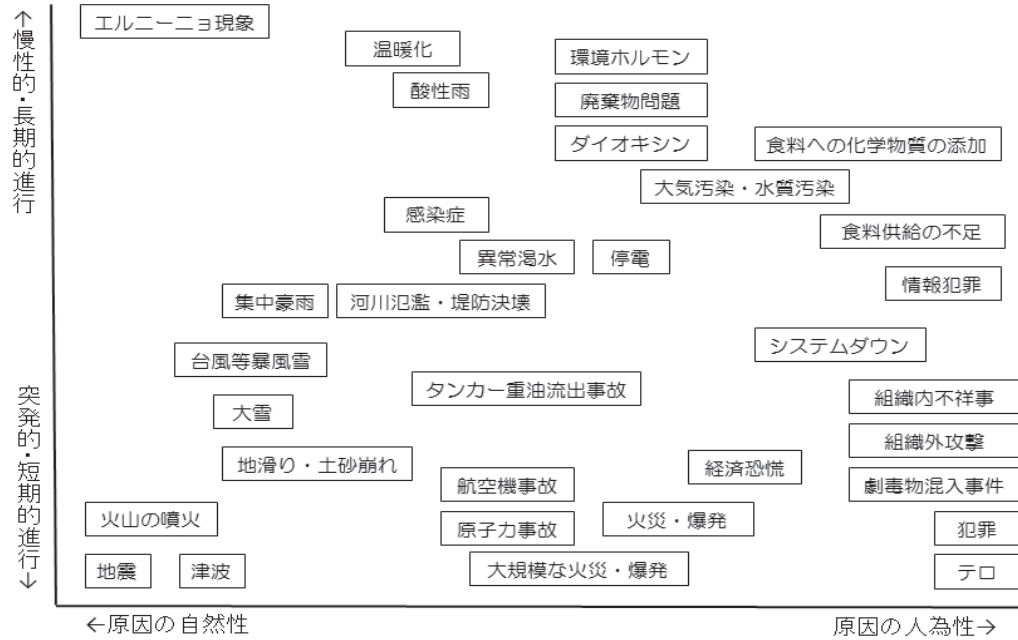 ↑慢性的・長期的進行
エルニーニョ現象
温暖化
環境ホルモン
酸性雨
廃棄物問題
ダイオキシン
食料への化学物質の添加
大気汚染・水質汚染
感染症
食料供給の不足
異常渇水
停電
情報犯罪
集中豪雨
河川氾濫・堤防決壊
台風等暴風雪
システムダウン
突発的・短期的進行↓
タンカー重油流出事故
組織内不祥事
大雪
組織外攻撃
地滑り・土砂崩れ
経済恐慌
航空機事故
劇毒物混入事件
火山の噴火
原子力事故
火災・爆発
犯罪
地震
津波
大規模な火災・爆発
テロ
←原因の自然性
原因の人為性→